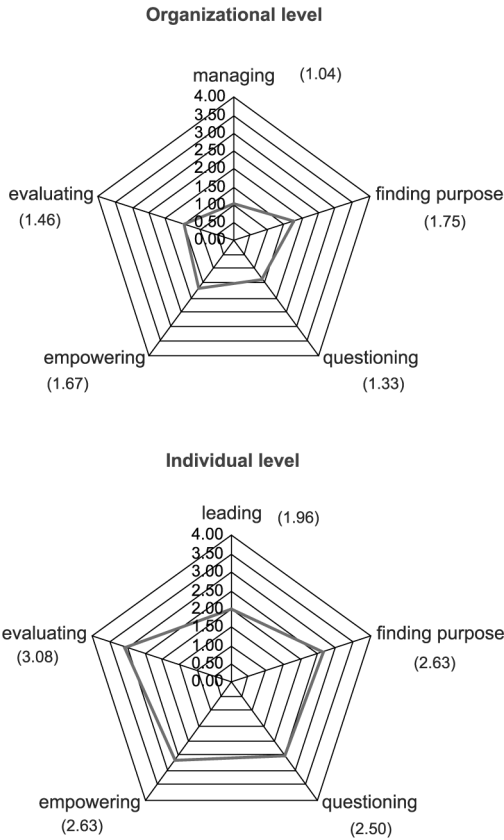 Organizational level
managing (1.04)
4.00
3.50
3.00
2.50
2.00
1.50
1.00
0.50
0.00
evaluating
(1.46)
finding purpose
(1.75)
empowering
(1.67)
questioning
(1.33)
Individual level
leading (1.96)
4.00
3.50
3.00
2.50
2.00
1.50
1.00
0.50
0.00
evaluating
(3.08)
finding purpose
(2.63)
empowering
(2.63)
questioning
(2.50)